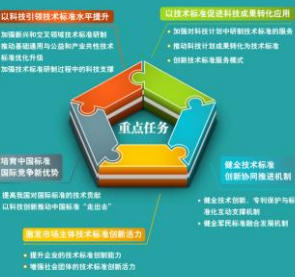 以科技引领技术标准水平提升
加强新兴和交叉领域技术标准研制
推动基础通用与公益和产业共性技术
标准优化升级
加强技术标准研制过程中的科技支撑
以技术标准促进科技成果转化应用
• 加强对科技计划中研制技术标准的服务
• 推动科技计划成果转化为技术标准
• 创新技术标准服务模式
重点任务
培育中国标准
国际竞争新优势
提高我国对国际标准的技术贡献
以科技创新推动中国标准“走出去”
健全技术标准
创新协同推进机制
• 健全技术创新、专利保护与标
准化互动支撑机制
• 健全军民标准融合发展机制
激发市场主体技术标准创新活力
• 提升企业的技术标准创制能力
• 增强社会团体的技术标准创新活力